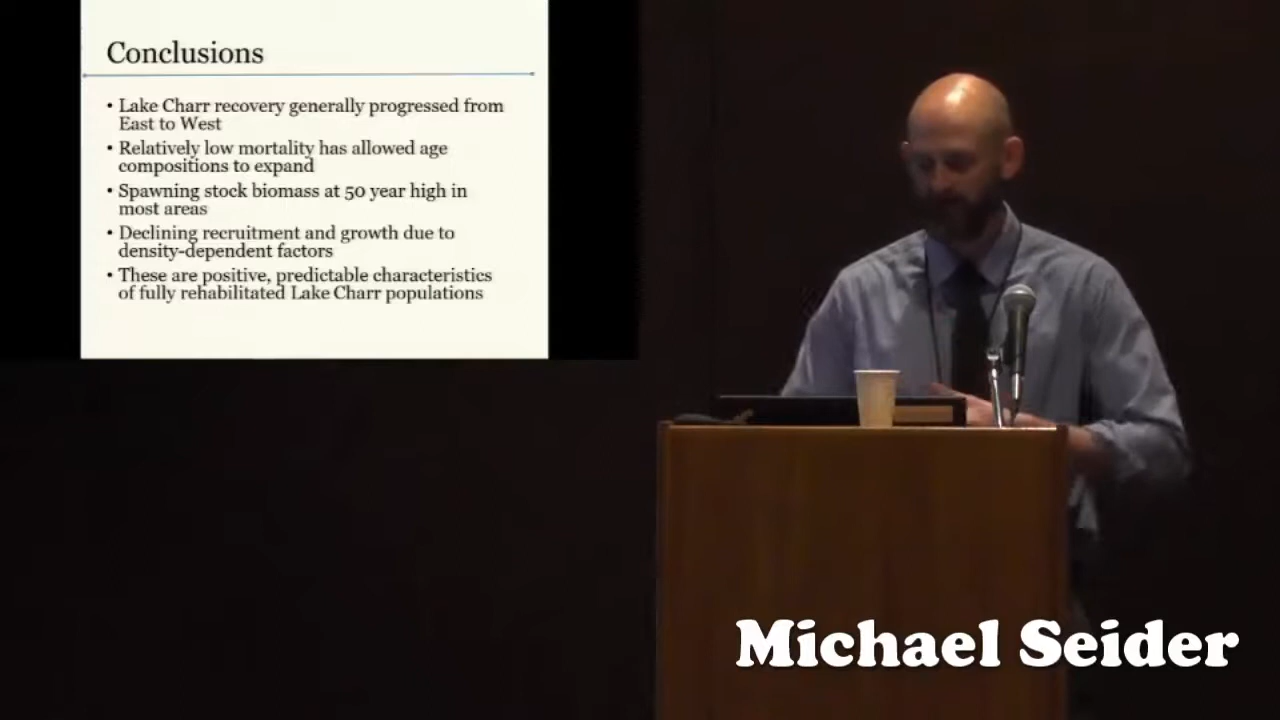 Conclusions
• Lake Charr recovery generally progressed from
East to West
• Relatively low mortality has allowed age
compositions to expand
• Spawning stock biomass at 50 year high in
most areas
• Declining recruitment and growth due to
density-dependent factors
• These are positive, predictable characteristics
of fully rehabilitated Lake Charr populations
Michael Seider